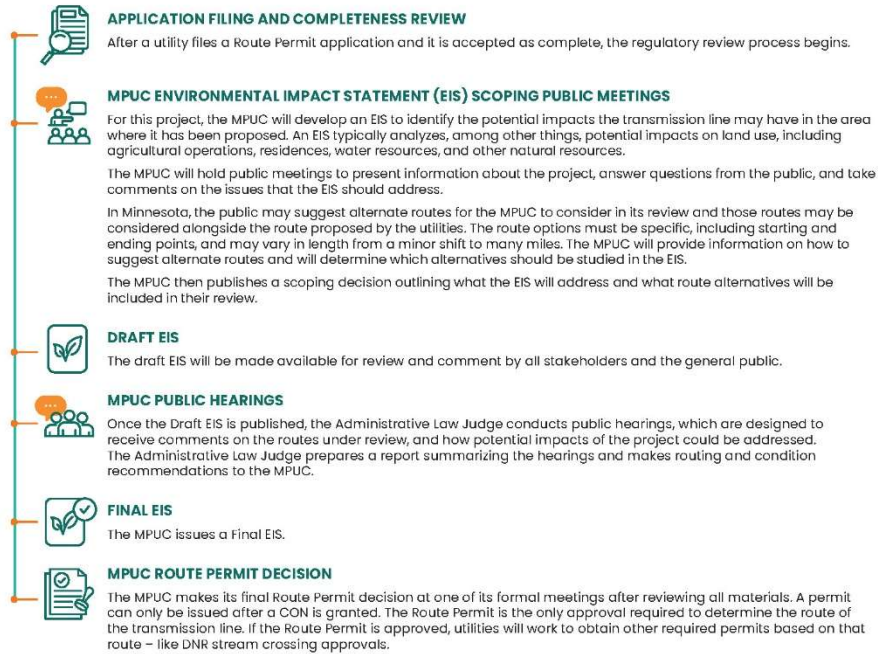 APPLICATION FILING AND COMPLETENESS REVIEW
After a utility files a Route Permit application and it is accepted as complete, the regulatory review process begins.
MPUC ENVIRONMENTAL IMPACT STATEMENT (EIS) SCOPING PUBLIC MEETINGS
For this project, the MPUC will develop an EIS to identify the potential impacts the transmission line may have in the area
where it has been proposed. An EIS typically analyzes, among other things, potential impacts on land use, including
agricultural operations, residences, water resources, and other natural resources.
The MPUC will hold public meetings to present information about the project, answer questions from the public, and take
comments on the issues that the EIS should address.
In Minnesota, the public may suggest alternate routes for the MPUC to consider in its review and those routes may be
considered alongside the route proposed by the utilities. The route options must be specific, including starting and
ending points, and may vary in length from a minor shift to many miles. The MPUC will provide information on how to
suggest alternate routes and will determine which alternatives should be studied in the EIS.
The MPUC then publishes a scoping decision outlining what the EIS will address and what route alternatives will be
included in their review.
DRAFT EIS
The draft EIS will be made available for review and comment by all stakeholders and the general public.
MPUC PUBLIC HEARINGS
Once the Draft EIS is published, the Administrative Law Judge conducts public hearings, which are designed to
receive comments on the routes under review, and how potential impacts of the project could be addressed.
The Administrative Law Judge prepares a report summarizing the hearings and makes routing and condition
recommendations to the MPUC.
FINAL EIS
The MPUC issues a Final EIS.
MPUC ROUTE PERMIT DECISION
The MPUC makes its final Route Permit decision at one of its formal meetings after reviewing all materials. A permit
can only be issued after a CON is granted. The Route Permit is the only approval required to determine the route of
the transmission line. If the Route Permit is approved, utilities will work to obtain other required permits based on that
route – like DNR stream crossing approvals.